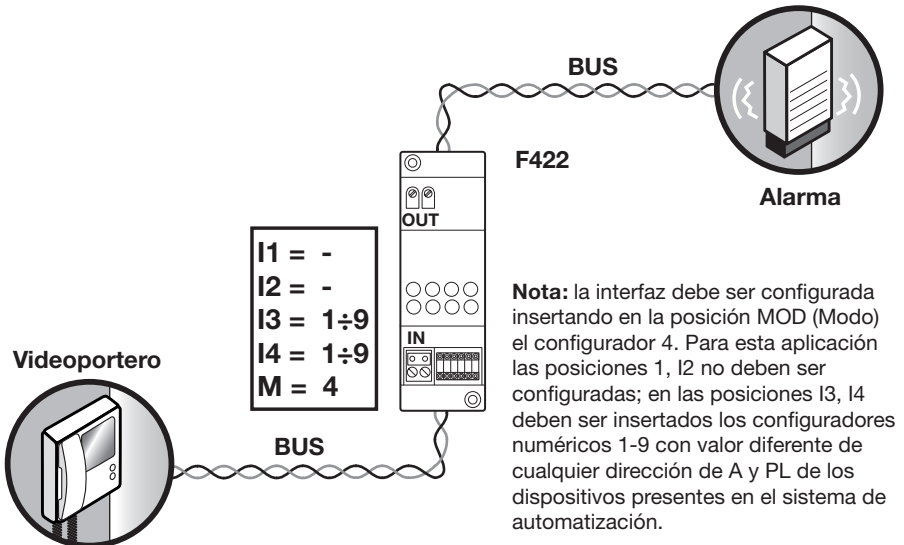 BUS
F422
Alarma
OUT
I1 = -
I2 = -
I3 = 1÷9
I4 = 1÷9
M = 4
IN
Videoportero
BUS
Nota: la interfaz debe ser configurada
insertando en la posición MOD (Modo)
el configurador 4. Para esta aplicación
las posiciones 1, I2 no deben ser
configuradas; en las posiciones I3, I4
deben ser insertados los configuradores
numéricos 1-9 con valor diferente de
cualquier dirección de A y PL de los
dispositivos presentes en el sistema de
automatización.